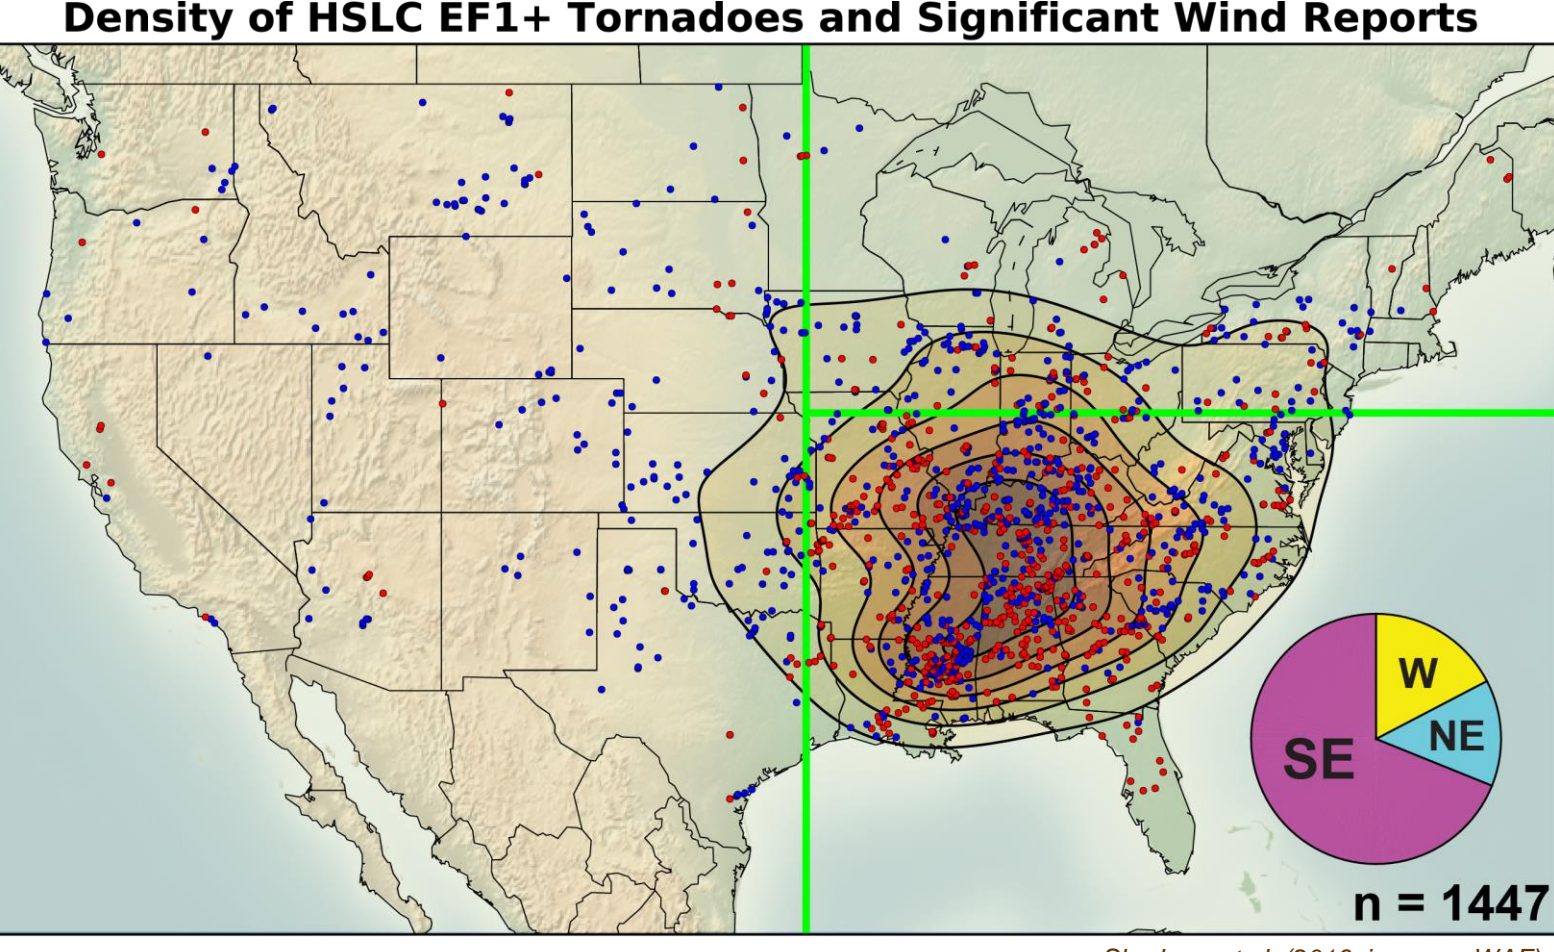 Density of HSLC EF1+ Tornadoes and Significant Wind Reports
W
NE
SE
n = 1447